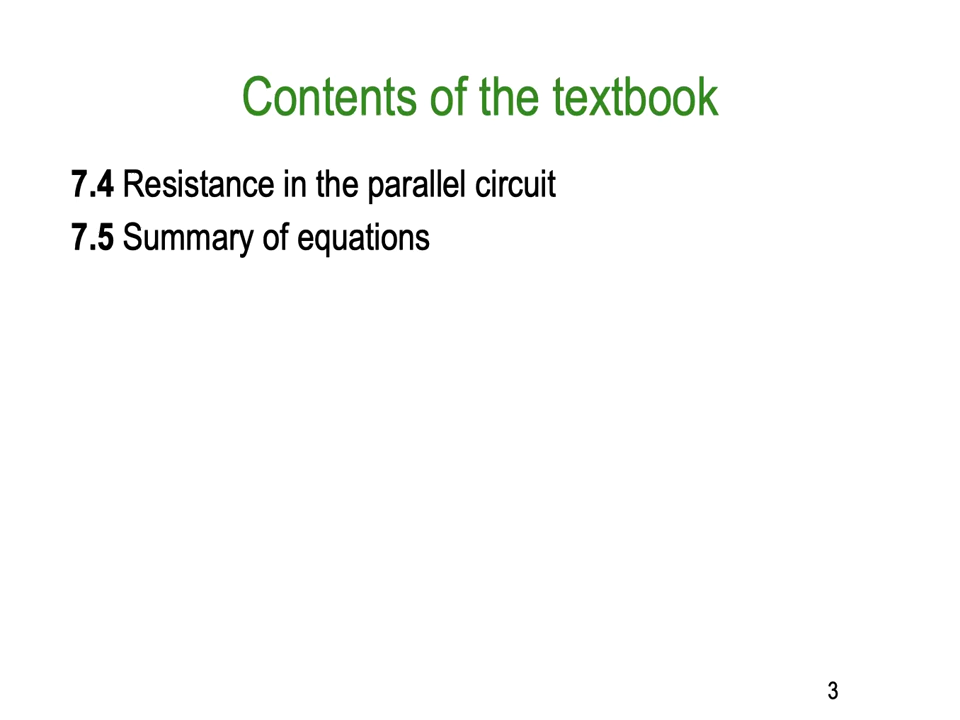 Contents of the textbook
7.4 Resistance in the parallel circuit
7.5 Summary of equations
3